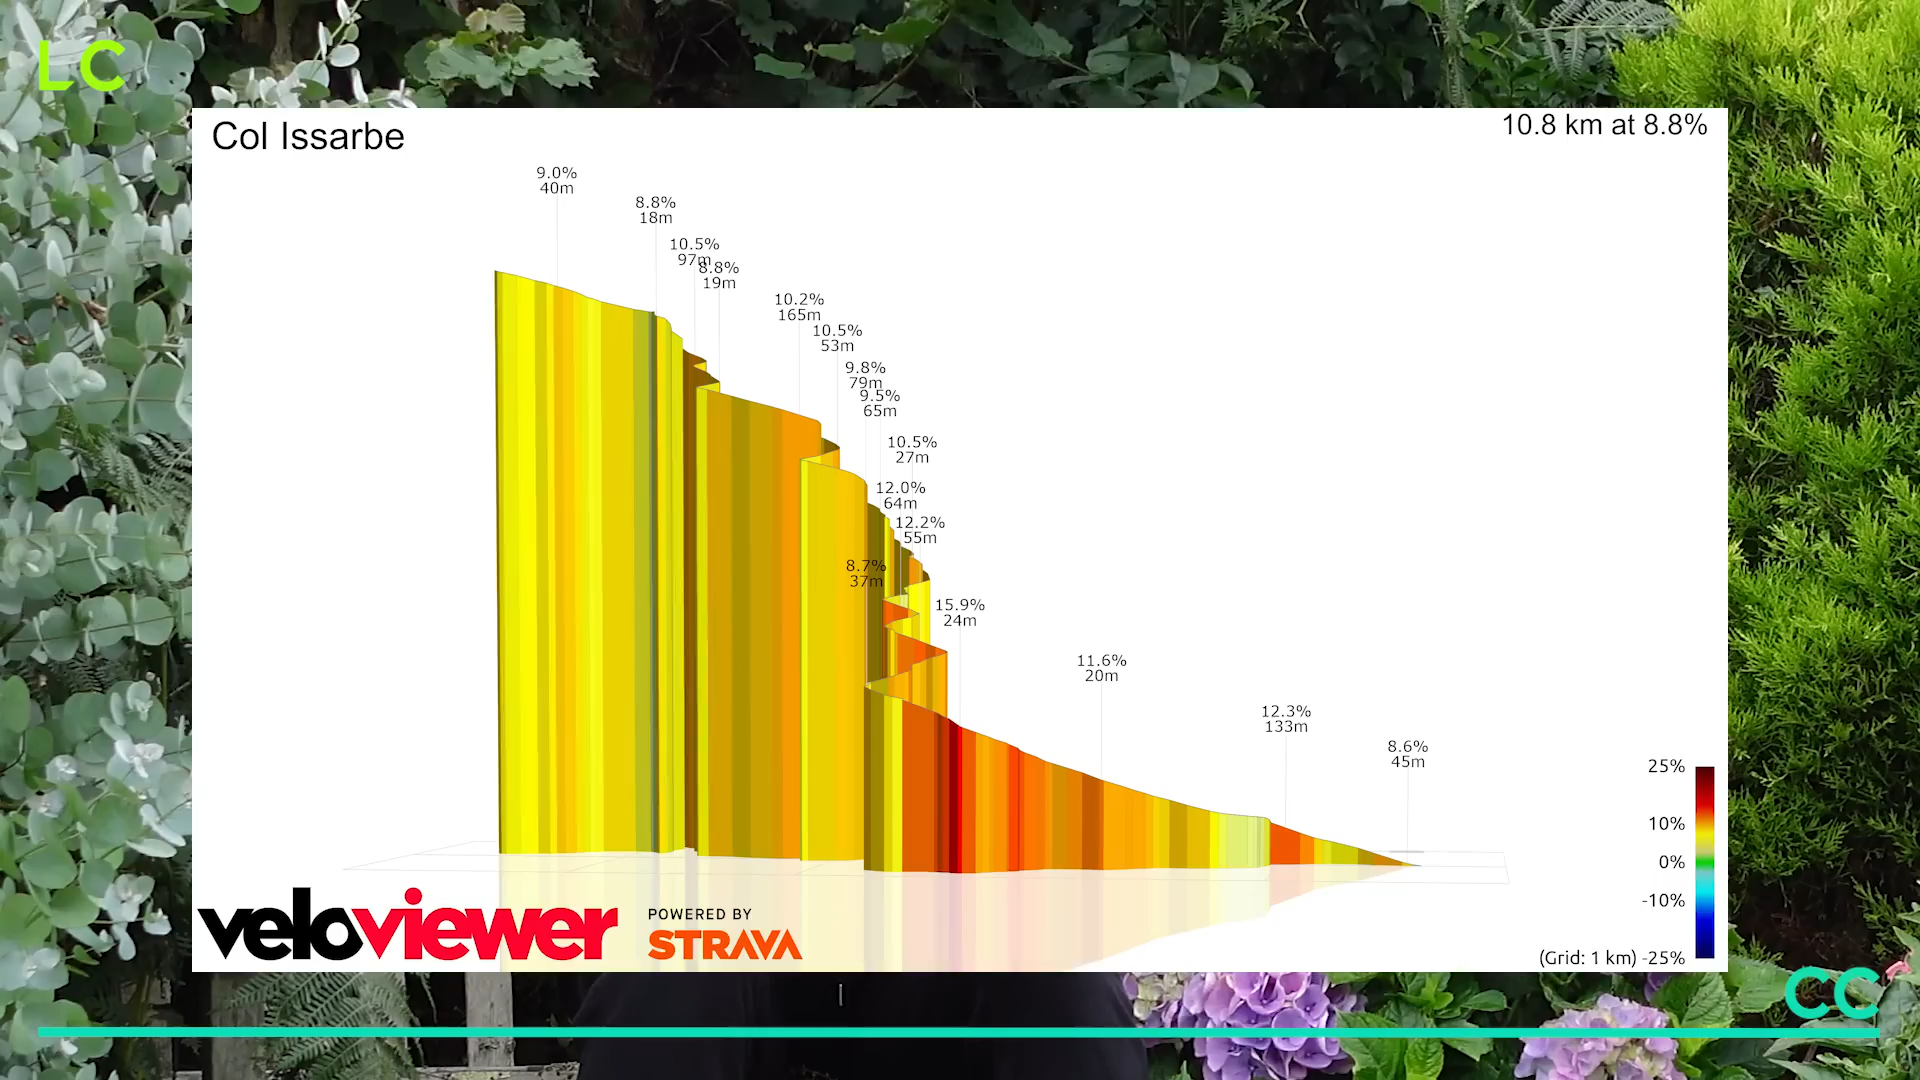 LC
Col Issarbe
10.8 km at 8.8%
9.0%
40m
8.8%
18m
10.5%
97m
8.8%
19m
10.2%
165m
10.5%
53m
9.8%
79m
9.5%
65m
10.5%
27m
12.0%
64m
12.2%
55m
8.7%
37m
15.9%
24m
11.6%
20m
12.3%
133m
8.6%
45m
25%
10%
0%
-10%
(Grid: 1 km) -25%
veloviewer
POWERED BY
STRAVA
CC